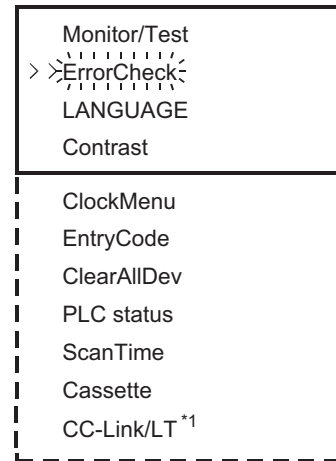 Monitor/Test
> > ErrorCheck
LANGUAGE
Contrast
ClockMenu
EntryCode
ClearAllDev
PLC status
ScanTime
Cassette
CC-Link/LT *1